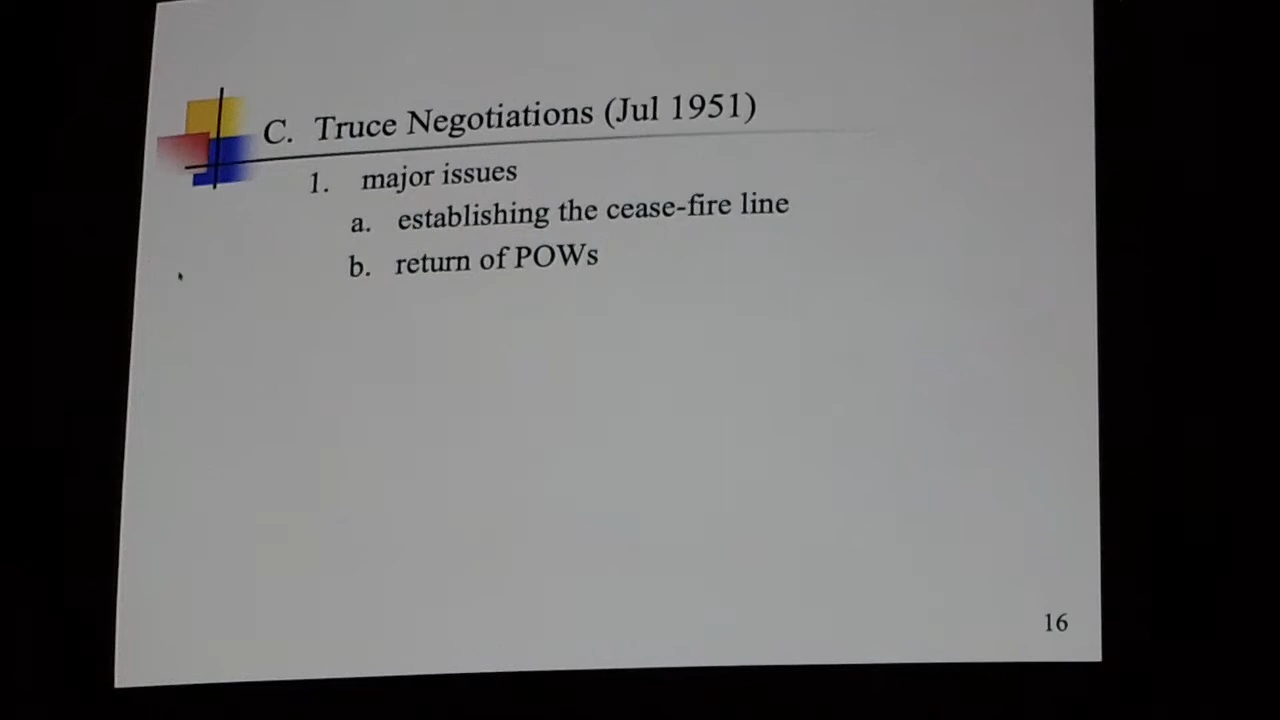 C. Truce Negotiations (Jul 1951)
1. major issues
a. establishing the cease-fire line
b. return of POWs
16